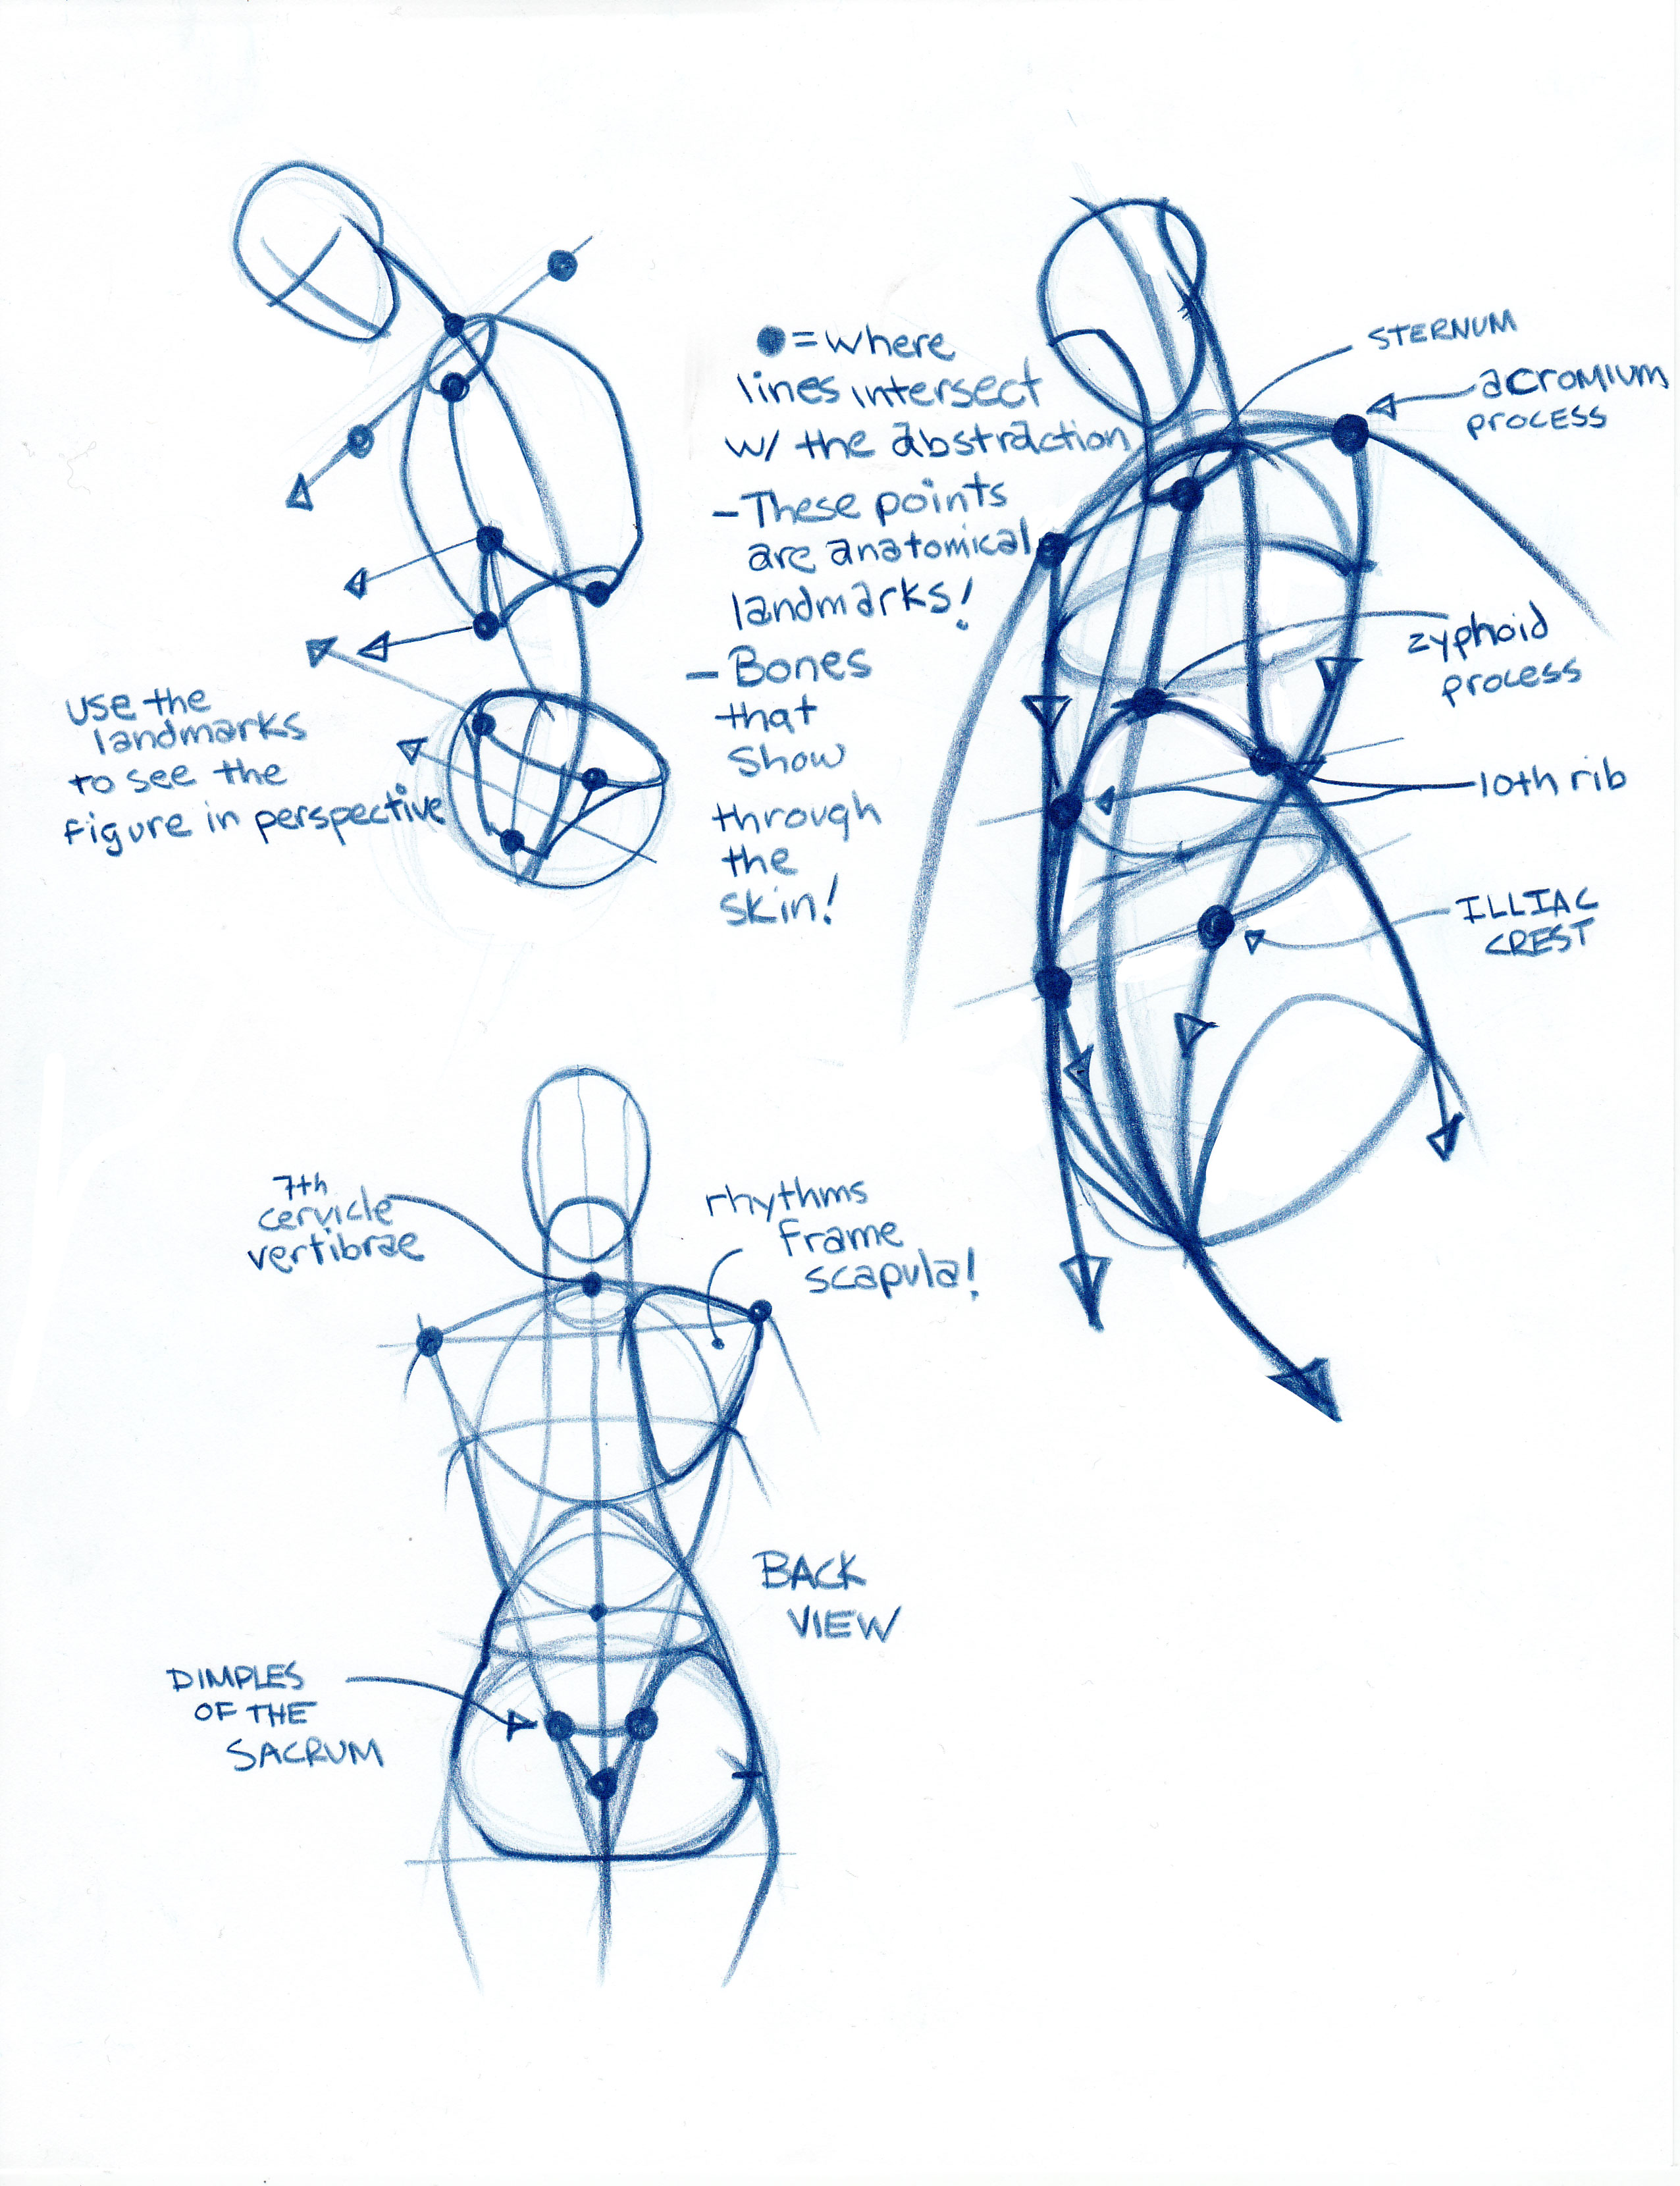 ● = where
lines intersect
w/ the abstraction
- These points
are anatomical
landmarks!
- Bones
that
show
through
the
skin!
use the
landmarks
to see the
figure in perspective
STERNUM
acromium
process
zyphoid
process
10th rib
ILLIAC
CREST
7th
cervicle
vertibrae
rhythms
frame
scapula!
BACK
VIEW
DIMPLES
OF THE
SACRUM